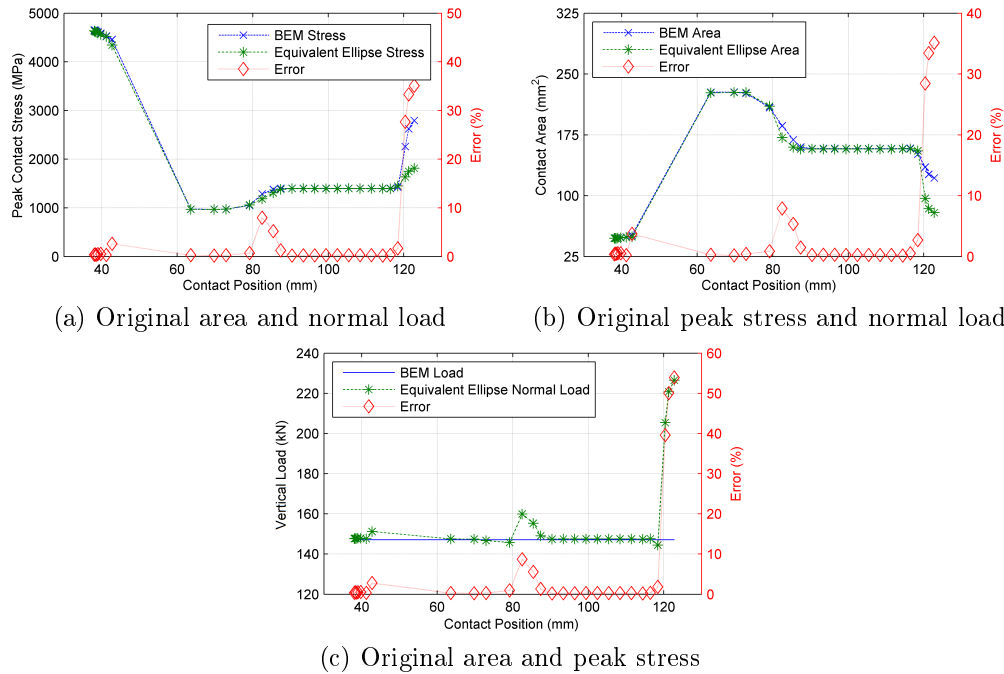 5000
4000
3000
2000
1000
0
Peak Contact Stress (MPa)
BEM Stress
Equivalent Ellipse Stress
Error
50
40
30
20
10
0
Error (%)
40 60 80 100 120
Contact Position (mm)
(a) Original area and normal load
325
250
175
100
25
Contact Area (mm²)
BEM Area
Equivalent Ellipse Area
Error
40
30
20
10
0
Error (%)
40 60 80 100 120
Contact Position (mm)
(b) Original peak stress and normal load
240
220
200
180
160
140
120
Vertical Load (kN)
BEM Load
Equivalent Ellipse Normal Load
Error
60
50
40
30
20
10
0
Error (%)
40 60 80 100 120
Contact Position (mm)
(c) Original area and peak stress